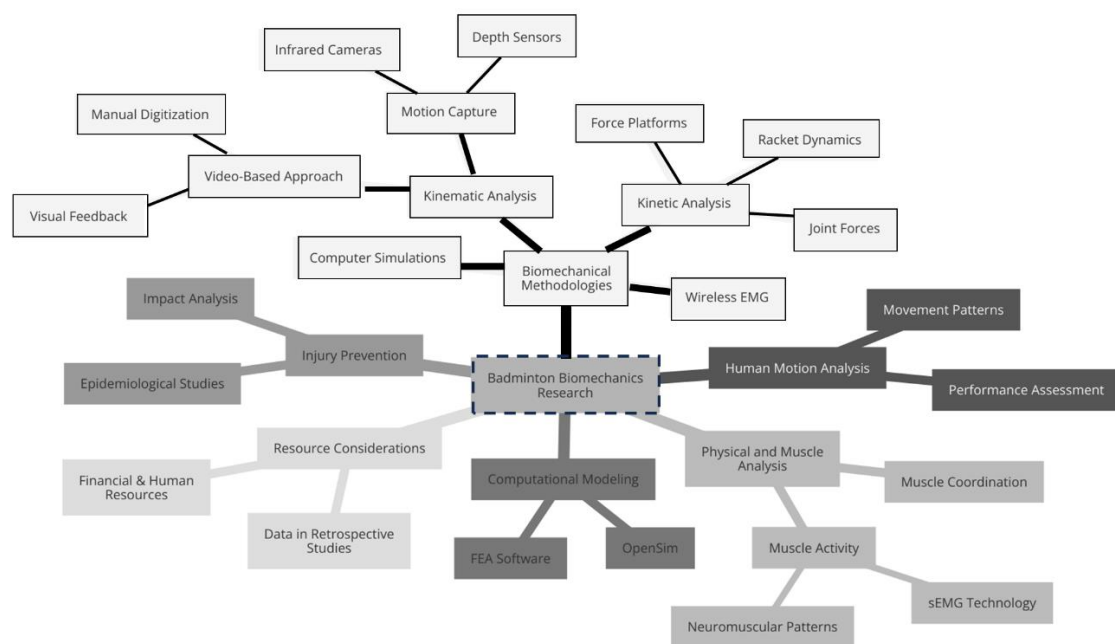 Depth Sensors
Infrared Cameras
Motion Capture
Manual Digitization
Force Platforms
Racket Dynamics
Video-Based Approach
Kinematic Analysis
Kinetic Analysis
Visual Feedback
Joint Forces
Computer Simulations
Biomechanical
Methodologies
Wireless EMG
Impact Analysis
Movement Patterns
Injury Prevention
Human Motion Analysis
Epidemiological Studies
Badminton Biomechanics
Research
Performance Assessment
Resource Considerations
Physical and Muscle
Analysis
Financial & Human
Resources
Computational Modeling
Muscle Coordination
Data in Retrospective
Studies
FEA Software
OpenSim
Muscle Activity
sEMG Technology
Neuromuscular Patterns